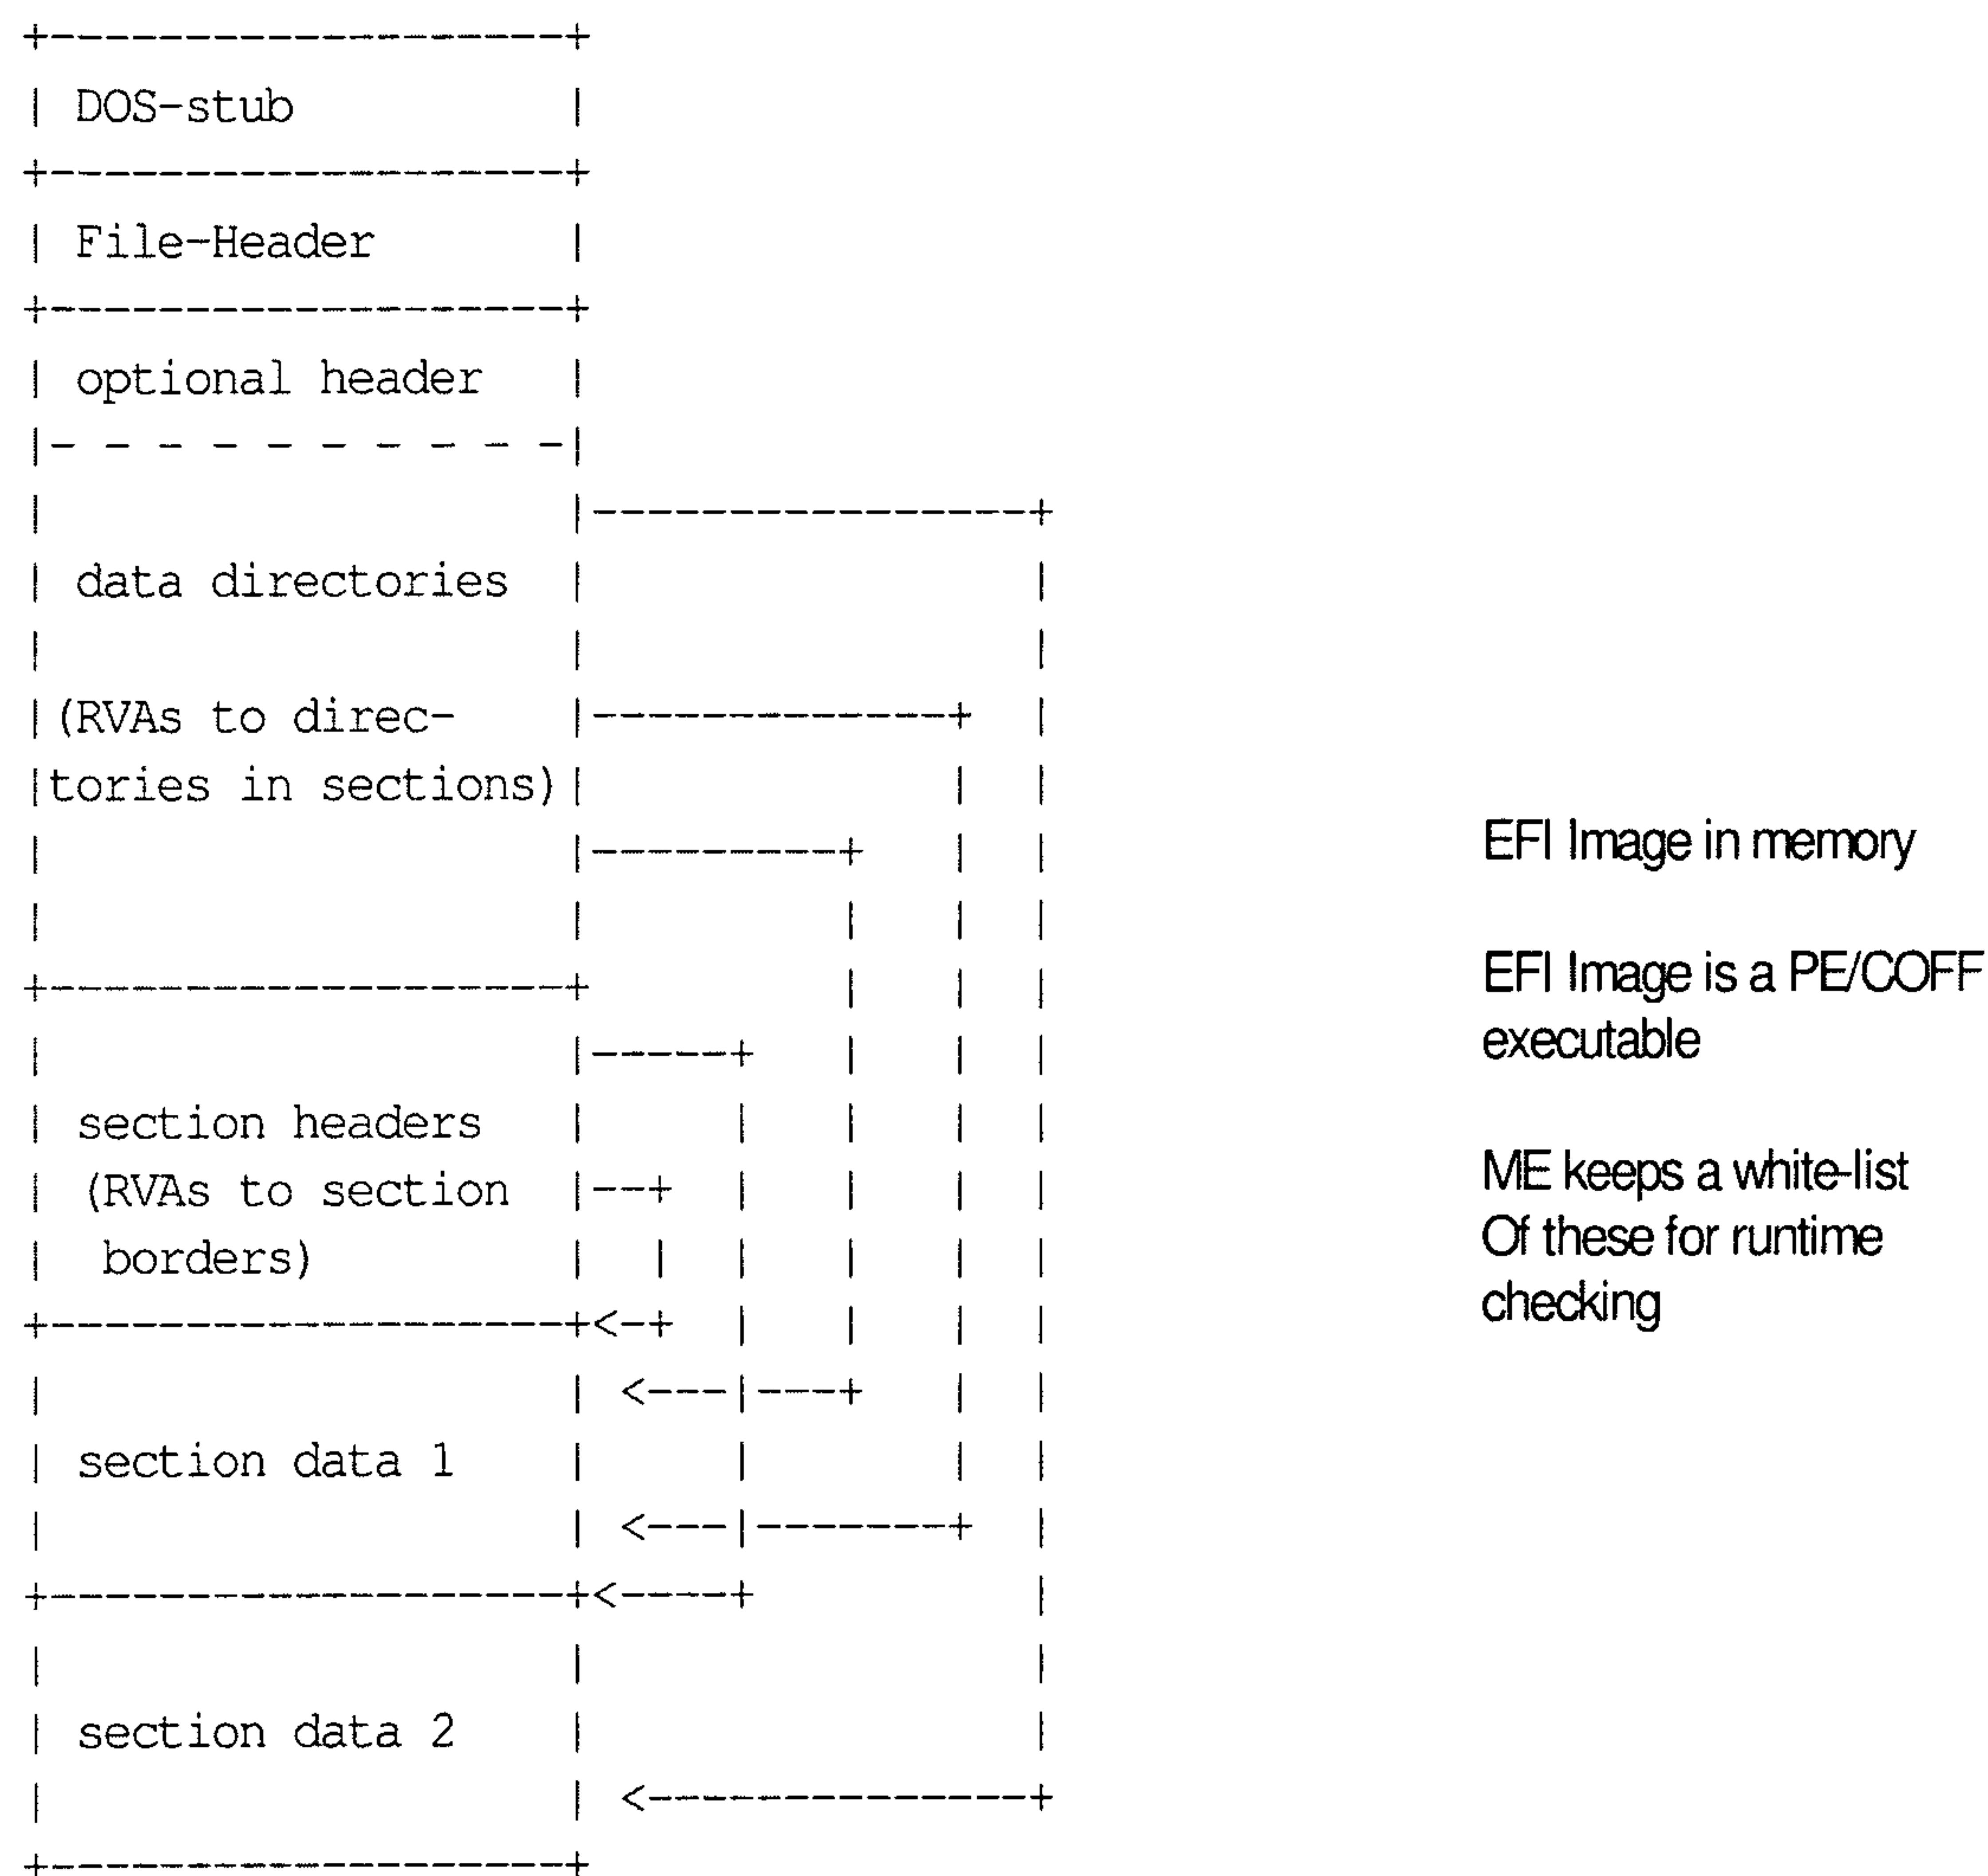 DOS-stub
File-Header
optional header
data directories
(RVAs to direc-
tories in sections)
section headers
(RVAs to section
borders)
section data 1
section data 2
EFI Image in memory
EFI Image is a PE/COFF
executable
ME keeps a white-list
Of these for runtime
checking